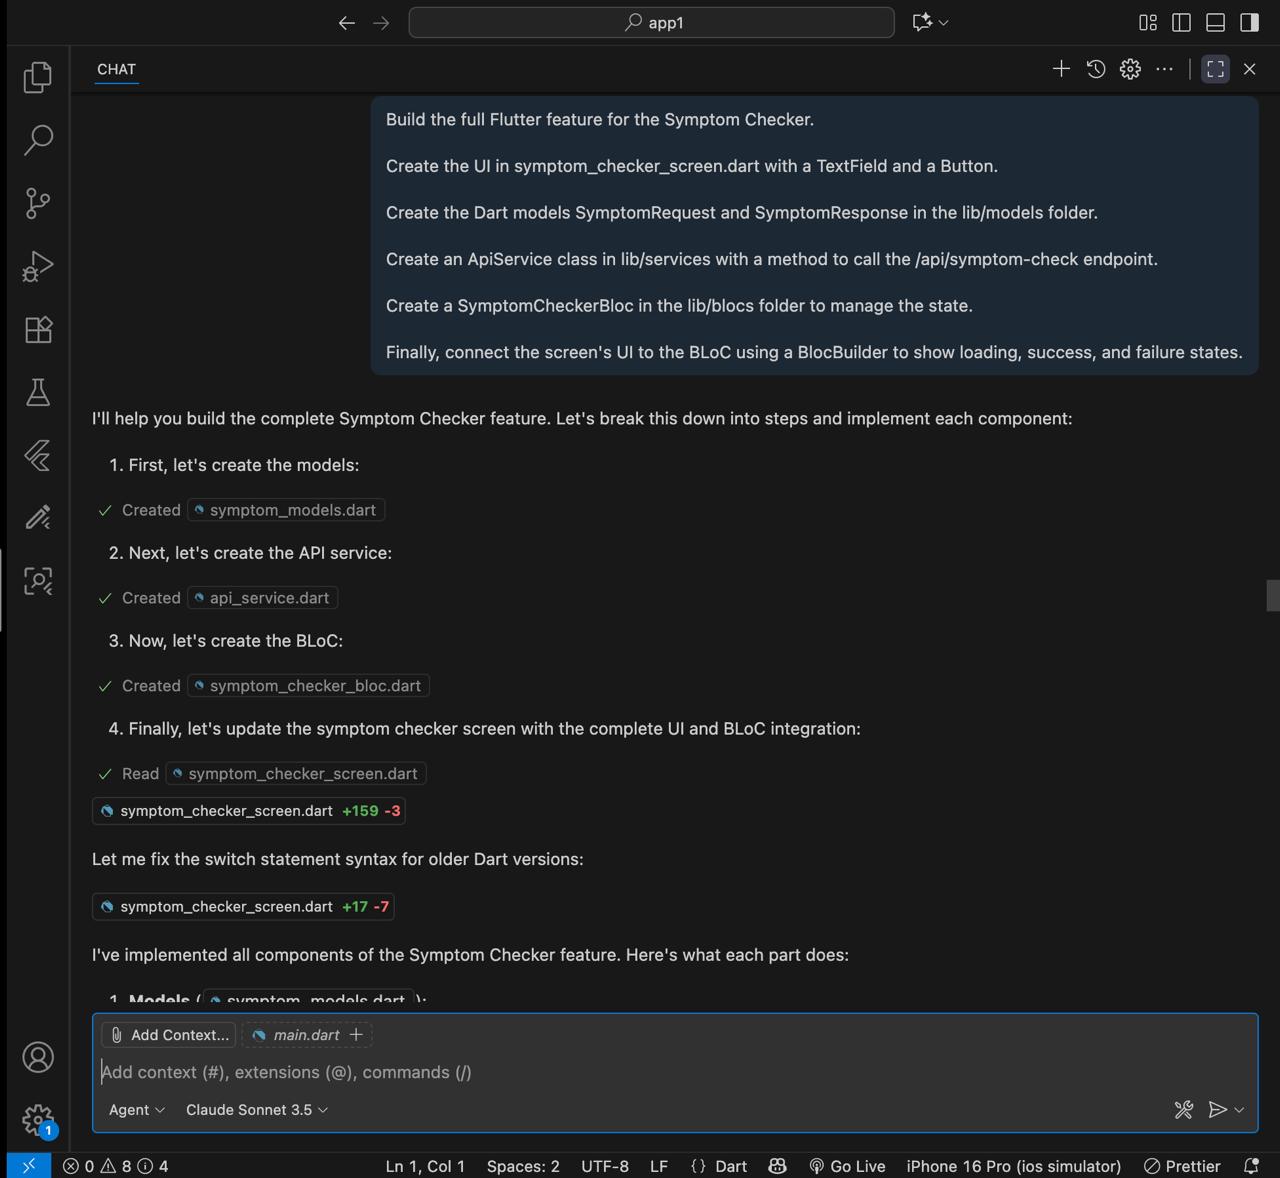 app1
CHAT
Build the full Flutter feature for the Symptom Checker.
Create the UI in symptom_checker_screen.dart with a TextField and a Button.
Create the Dart models SymptomRequest and SymptomResponse in the lib/models folder.
Create an ApiService class in lib/services with a method to call the /api/symptom-check endpoint.
Create a SymptomCheckerBloc in the lib/blocs folder to manage the state.
Finally, connect the screen's UI to the BLoC using a BlocBuilder to show loading, success, and failure states.
I'll help you build the complete Symptom Checker feature. Let's break this down into steps and implement each component:
1. First, let's create the models:
Created symptom_models.dart
2. Next, let's create the API service:
Created api_service.dart
3. Now, let's create the BLoC:
Created symptom_checker_bloc.dart
4. Finally, let's update the symptom checker screen with the complete UI and BLoC integration:
Read symptom_checker_screen.dart
symptom_checker_screen.dart +159 -3
Let me fix the switch statement syntax for older Dart versions:
symptom_checker_screen.dart +17 -7
I've implemented all components of the Symptom Checker feature. Here's what each part does:
1. Models ( symptom_models.dart ):
Add Context... main.dart +
Add context (#), extensions (@), commands (/)
Agent Claude Sonnet 3.5
1
0 8 4 Ln 1, Col 1 Spaces: 2 UTF-8 LF {} Dart Go Live iPhone 16 Pro (ios simulator) Prettier